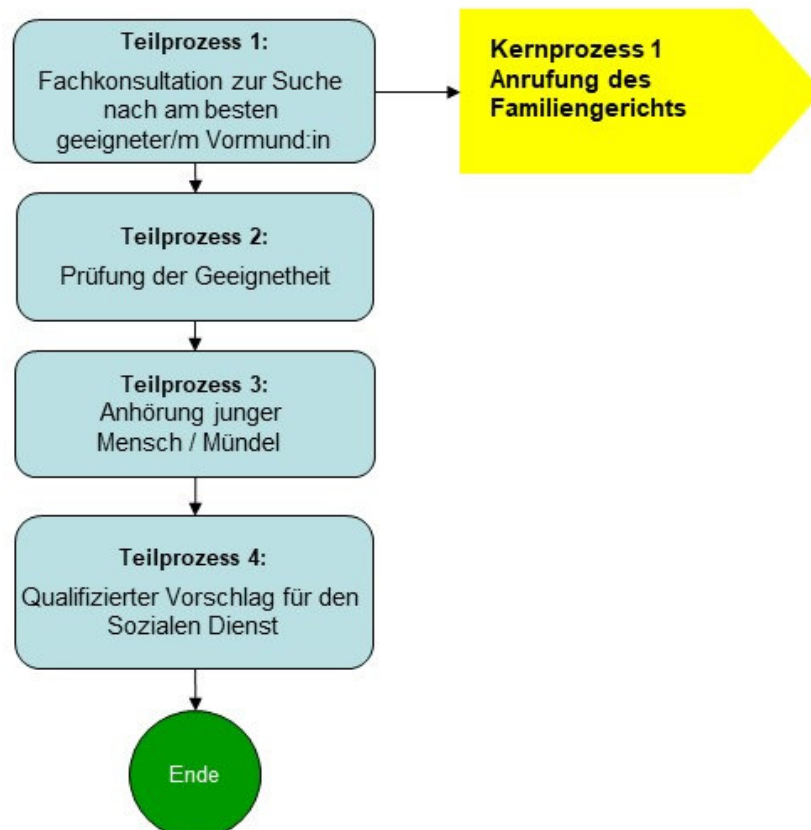 Teilprozess 1:
Fachkonsultation zur Suche
nach am besten
geeigneter/m Vormund:in
Kernprozess 1
Anrufung des
Familiengerichts
Teilprozess 2:
Prüfung der Geeignetheit
Teilprozess 3:
Anhörung junger
Mensch / Mündel
Teilprozess 4:
Qualifizierter Vorschlag für den
Sozialen Dienst
Ende